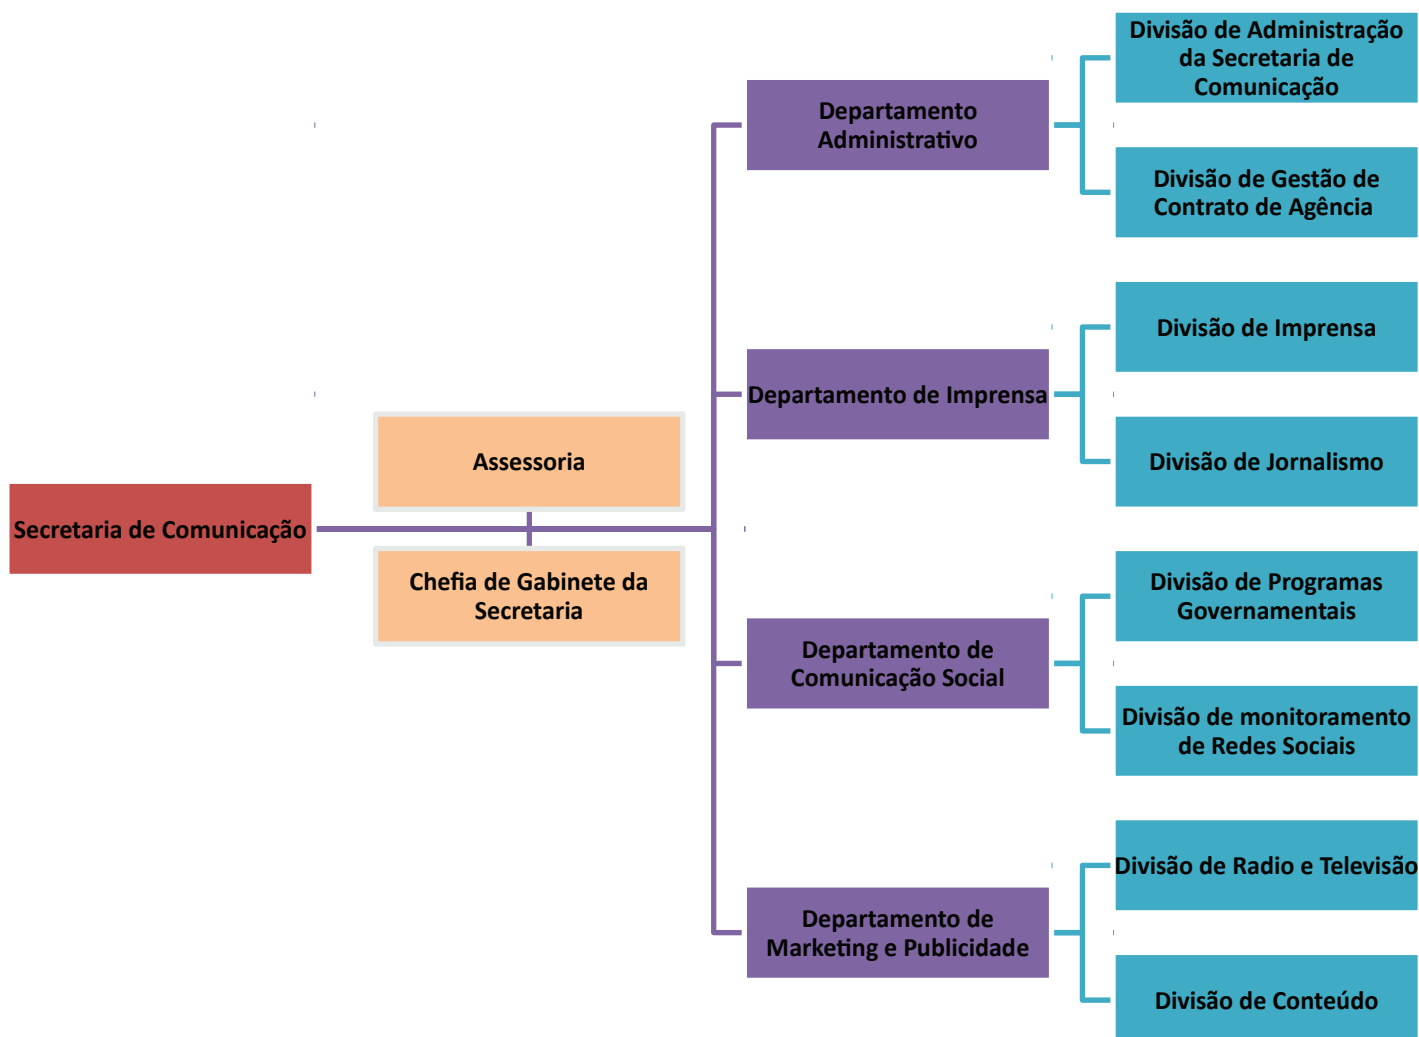 Secretaria de Comunicação
Assessoria
Chefia de Gabinete da
Secretaria
Departamento
Administrativo
Divisão de Administração
da Secretaria de
Comunicação
Divisão de Gestão de
Contrato de Agência
Departamento de Imprensa
Divisão de Imprensa
Divisão de Jornalismo
Departamento de
Comunicação Social
Divisão de Programas
Governamentais
Divisão de monitoramento
de Redes Sociais
Departamento de
Marketing e Publicidade
Divisão de Radio e Televisão
Divisão de Conteúdo